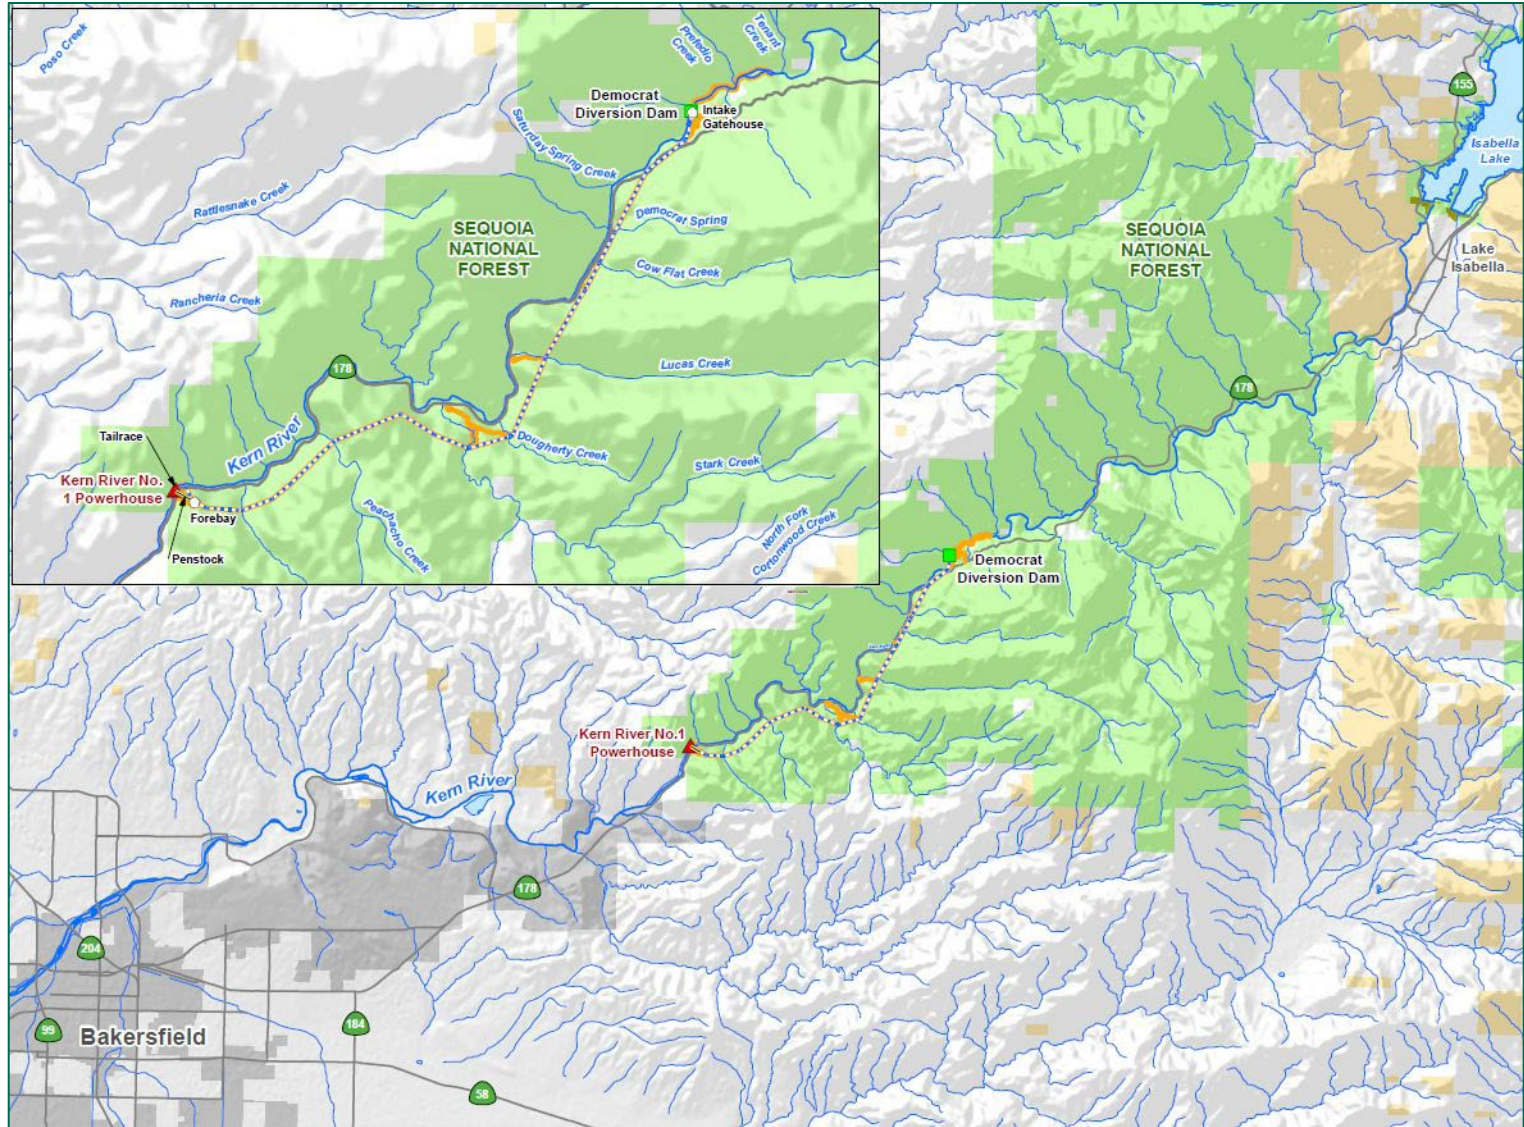 Poso Creek
Prefedio
Creek
Tenant
Creek
Democrat
Diversion Dam
Intake
Gatehouse
Saturday Spring Creek
Rattlesnake Creek
Democrat Spring
SEQUOIA
NATIONAL
FOREST
Cow Flat Creek
Rancheria Creek
Lucas Creek
178
Kern River
Tailrace
Dougherty Creek
Stark Creek
Kern River No.
1 Powerhouse
Forebay
Peachacho Creek
North Fork
Cortonwood Creek
Penstock
155
Isabella
Lake
SEQUOIA
NATIONAL
FOREST
Lake
Isabella
178
Democrat
Diversion Dam
Kern River No.1
Powerhouse
Kern River
178
204
99
Bakersfield
184
58